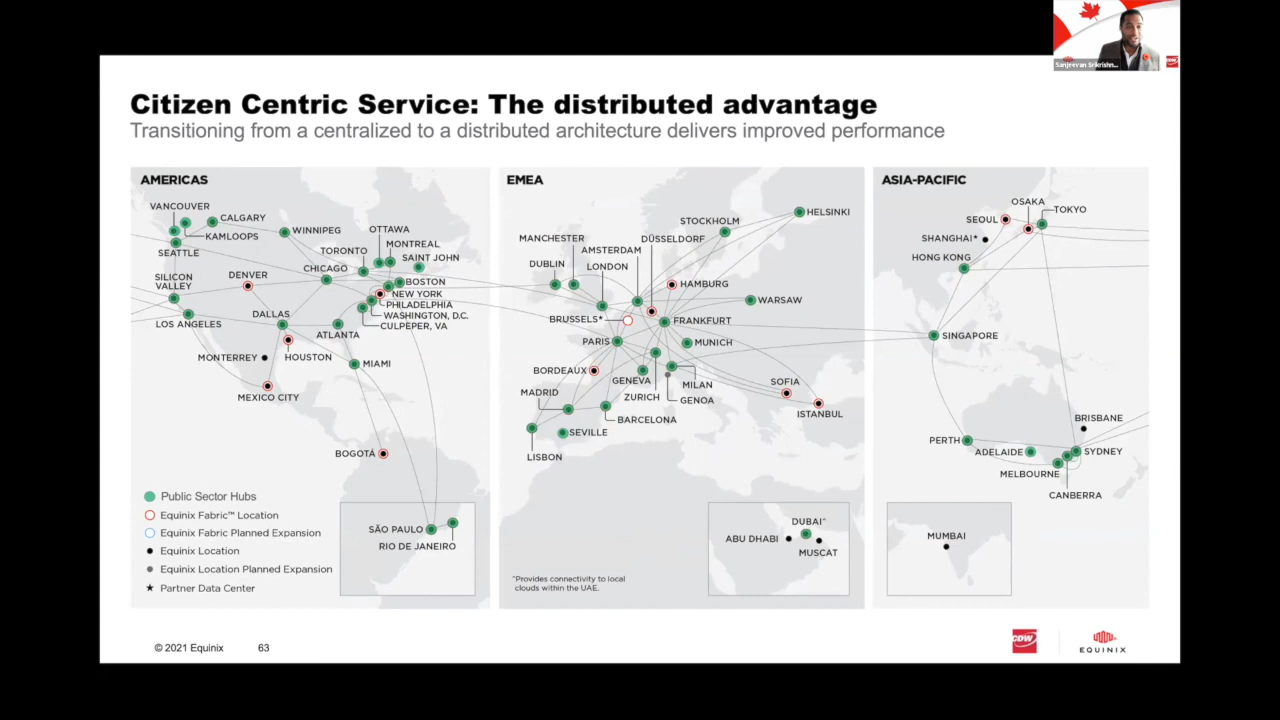 Sanjeevan Srikrishn...
CDW
Citizen Centric Service: The distributed advantage
Transitioning from a centralized to a distributed architecture delivers improved performance
AMERICAS
VANCOUVER
CALGARY
KAMLOOPS
SEATTLE
WINNIPEG
OTTAWA
TORONTO
MONTREAL
SAINT JOHN
CHICAGO
SILICON
VALLEY
DENVER
BOSTON
NEW YORK
PHILADELPHIA
WASHINGTON, D.C.
CULPEPER, VA
LOS ANGELES
DALLAS
ATLANTA
MONTERREY
HOUSTON
MIAMI
MEXICO CITY
BOGOTÁ
SÃO PAULO
RIO DE JANEIRO
Public Sector Hubs
Equinix Fabric™ Location
Equinix Fabric Planned Expansion
Equinix Location
Equinix Location Planned Expansion
★ Partner Data Center
EMEA
HELSINKI
STOCKHOLM
MANCHESTER
DÜSSELDORF
AMSTERDAM
DUBLIN
LONDON
HAMBURG
WARSAW
BRUSSELS*
FRANKFURT
PARIS
MUNICH
BORDEAUX
GENEVA
MILAN
SOFIA
MADRID
ZURICH
GENOA
ISTANBUL
BARCELONA
SEVILLE
LISBON
DUBAI^
ABU DHABI
MUSCAT
^Provides connectivity to local
clouds within the UAE.
ASIA-PACIFIC
OSAKA
TOKYO
SEOUL
SHANGHAI*
HONG KONG
SINGAPORE
BRISBANE
PERTH
ADELAIDE
SYDNEY
MELBOURNE
CANBERRA
MUMBAI
© 2021 Equinix
63
CDW
EQUINIX